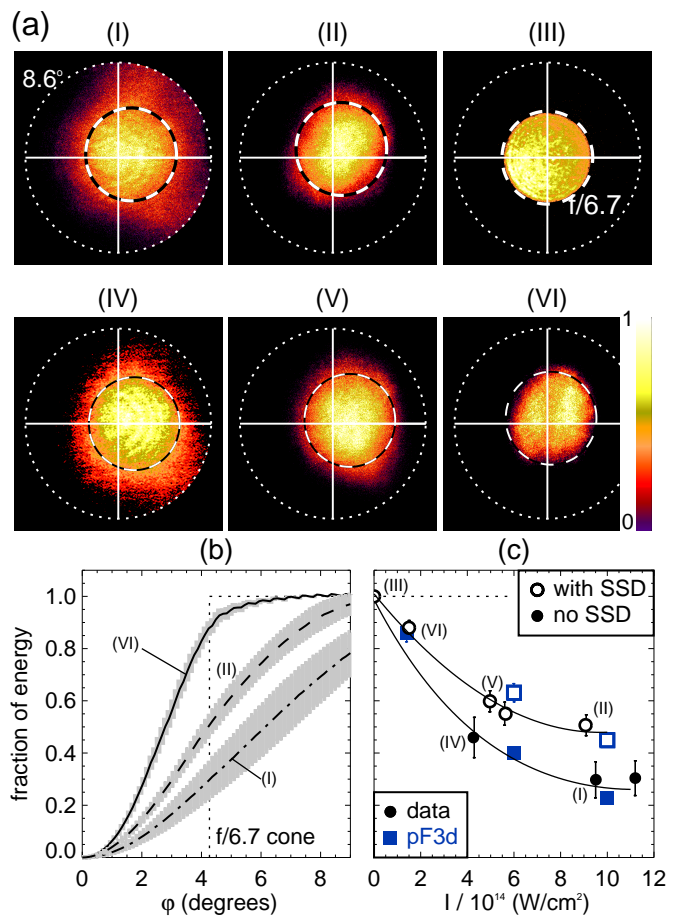 (a)
(I) (II) (III)
8.6°
f/6.7
(IV) (V) (VI)
1
0
(b)
fraction of energy
1.0
0.8
0.6
0.4
0.2
0.0
0 2 4 6 8
φ (degrees)
(VI)
(II)
(I)
f/6.7 cone
(c)
(III)
with SSD
no SSD
(VI)
(V)
(II)
(IV)
(I)
data
pF3d
0 2 4 6 8 10 12
I / 10¹⁴ (W/cm²)